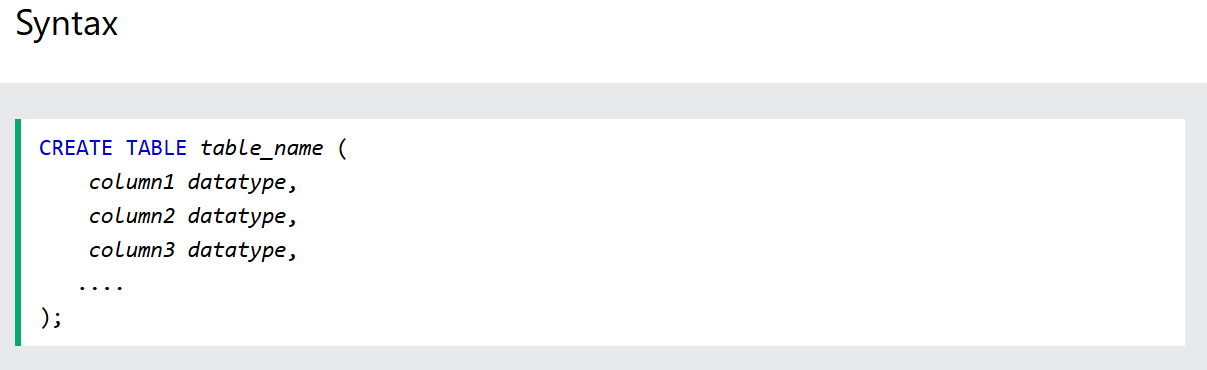 Syntax
CREATE TABLE table_name (
    column1 datatype,
    column2 datatype,
    column3 datatype,
   ....
);